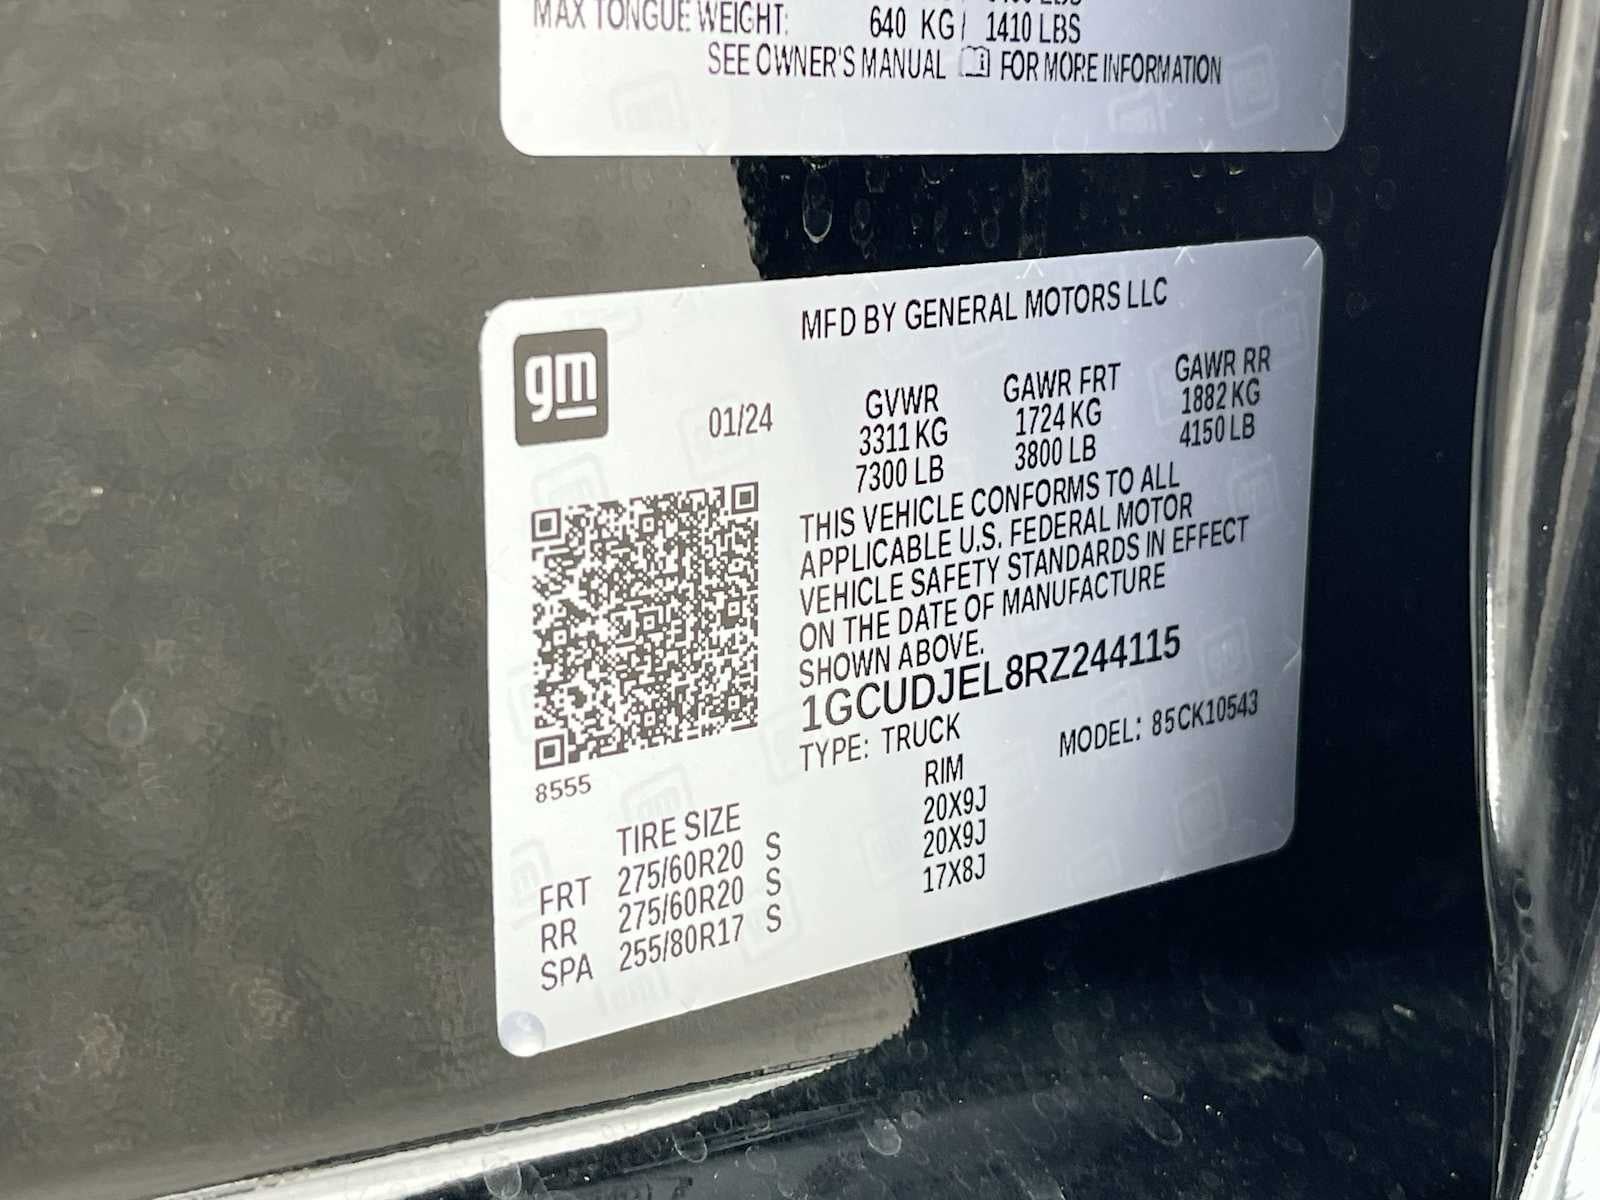 MAX TONGUE WEIGHT: 640 KG / 1410 LBS
SEE OWNER'S MANUAL FOR MORE INFORMATION
gm
MFD BY GENERAL MOTORS LLC
01/24
GVWR GAWR FRT GAWR RR
3311 KG 1724 KG 1882 KG
7300 LB 3800 LB 4150 LB
THIS VEHICLE CONFORMS TO ALL
APPLICABLE U.S. FEDERAL MOTOR
VEHICLE SAFETY STANDARDS IN EFFECT
ON THE DATE OF MANUFACTURE
SHOWN ABOVE.
1GCUDJEL8RZ244115
TYPE: TRUCK MODEL: 85CK10543
8555
TIRE SIZE RIM
FRT 275/60R20 S 20X9J
RR 275/60R20 S 20X9J
SPA 255/80R17 S 17X8J